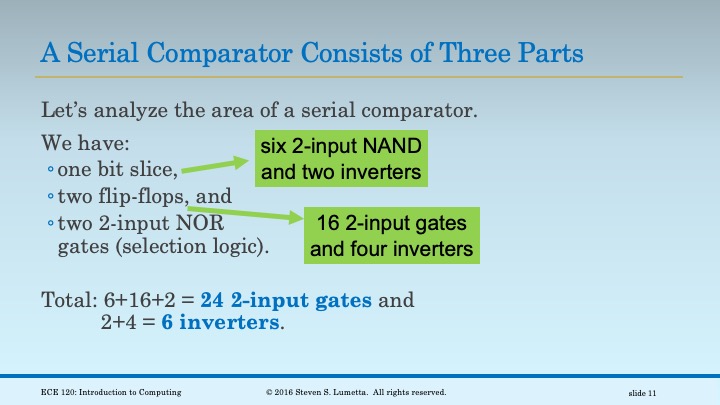 A Serial Comparator Consists of Three Parts
Let's analyze the area of a serial comparator.
We have:
◦one bit slice,
◦two flip-flops, and
◦two 2-input NOR
gates (selection logic).
six 2-input NAND
and two inverters
16 2-input gates
and four inverters
Total: 6+16+2 = 24 2-input gates and
2+4 = 6 inverters.
ECE 120: Introduction to Computing
© 2016 Steven S. Lumetta. All rights reserved.
slide 11